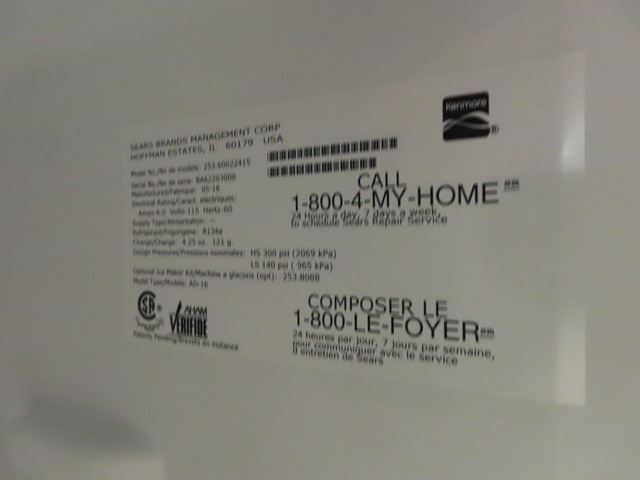 SEARS BRANDS MANAGEMENT CORP
HOFFMAN ESTATES, IL 60179 USA
Kenmore
Model No./No de modele: 253.60022415
Serial No./No de serie: BA62203000
Manufactured/Fabrique: 05-16
Electrical Rating/Caract. electriques:
Amps-6.0 Volts-115 Hertz 60
Supply Type/Alimentation: --
Refrigerant/Frigorigene: R134a
Charge/Charge: 4.25 oz. 121 g.
Design Pressures/Pressions nominales: HS 300 psi (2069 kPa)
LS 140 psi ( 965 kPa)
Optional Ice Maker Kit/Machine a glacons (opt): 253.8088
Model Type/Modele: AD-16
CALL
1-800-4-MY-HOME
24 Hours a day, 7 days a week,
to schedule Sears Repair Service
AHAM
VERIFIDE
Patents Pending/Brevets en instance
COMPOSER LE
1-800-LE-FOYER
24 heures par jour, 7 jours par semaine,
pour communiquer avec le service
d entretien de Sears